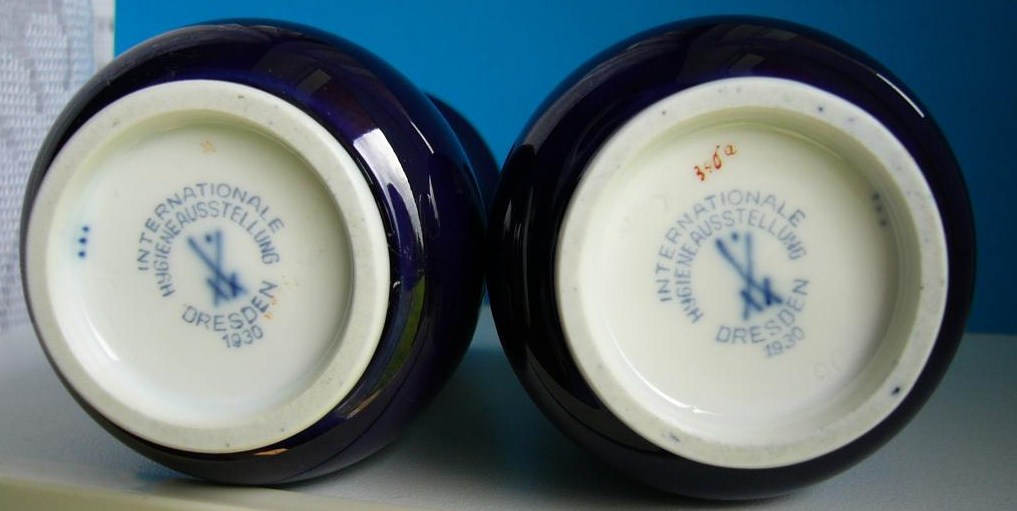 INTERNATIONALE
HYGIENEAUSSTELLUNG
DRESDEN
1930
INTERNATIONALE
HYGIENEAUSSTELLUNG
DRESDEN
1930